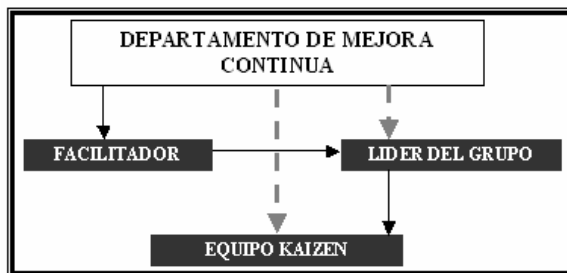 DEPARTAMENTO DE MEJORA
CONTINUA
FACILITADOR
LIDER DEL GRUPO
EQUIPO KAIZEN